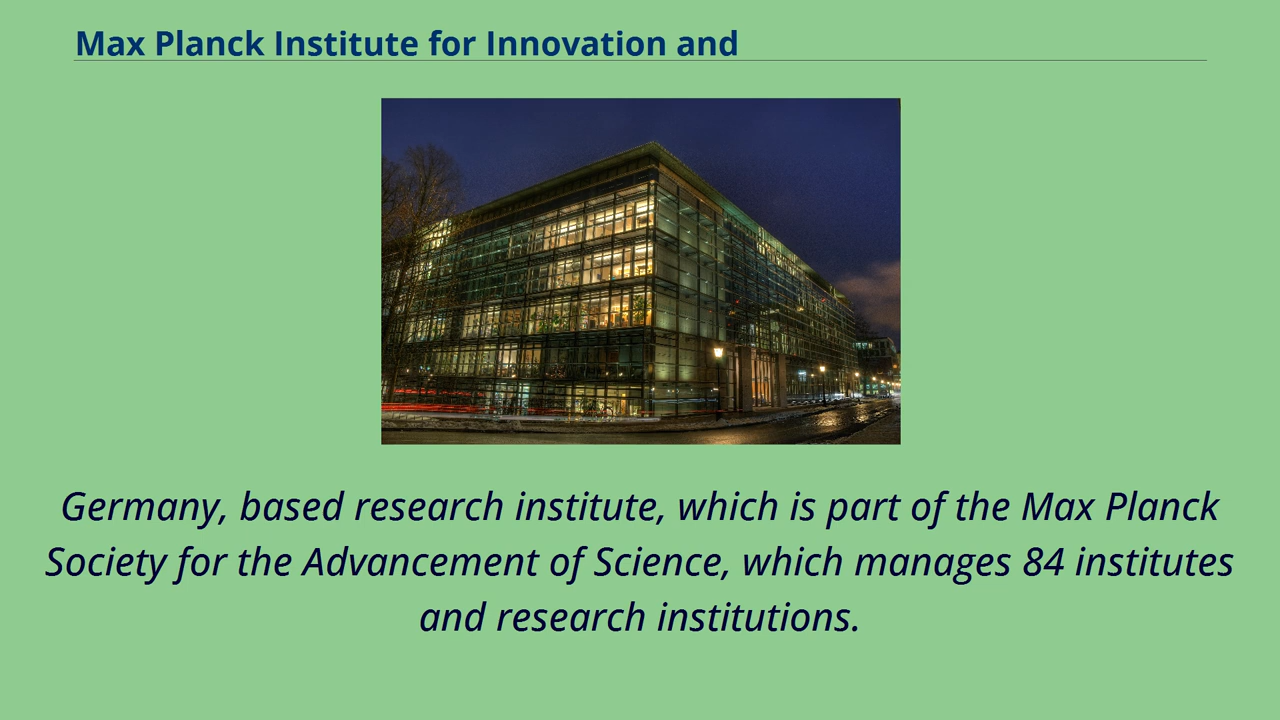 Max Planck Institute for Innovation and
Germany, based research institute, which is part of the Max Planck
Society for the Advancement of Science, which manages 84 institutes
and research institutions.